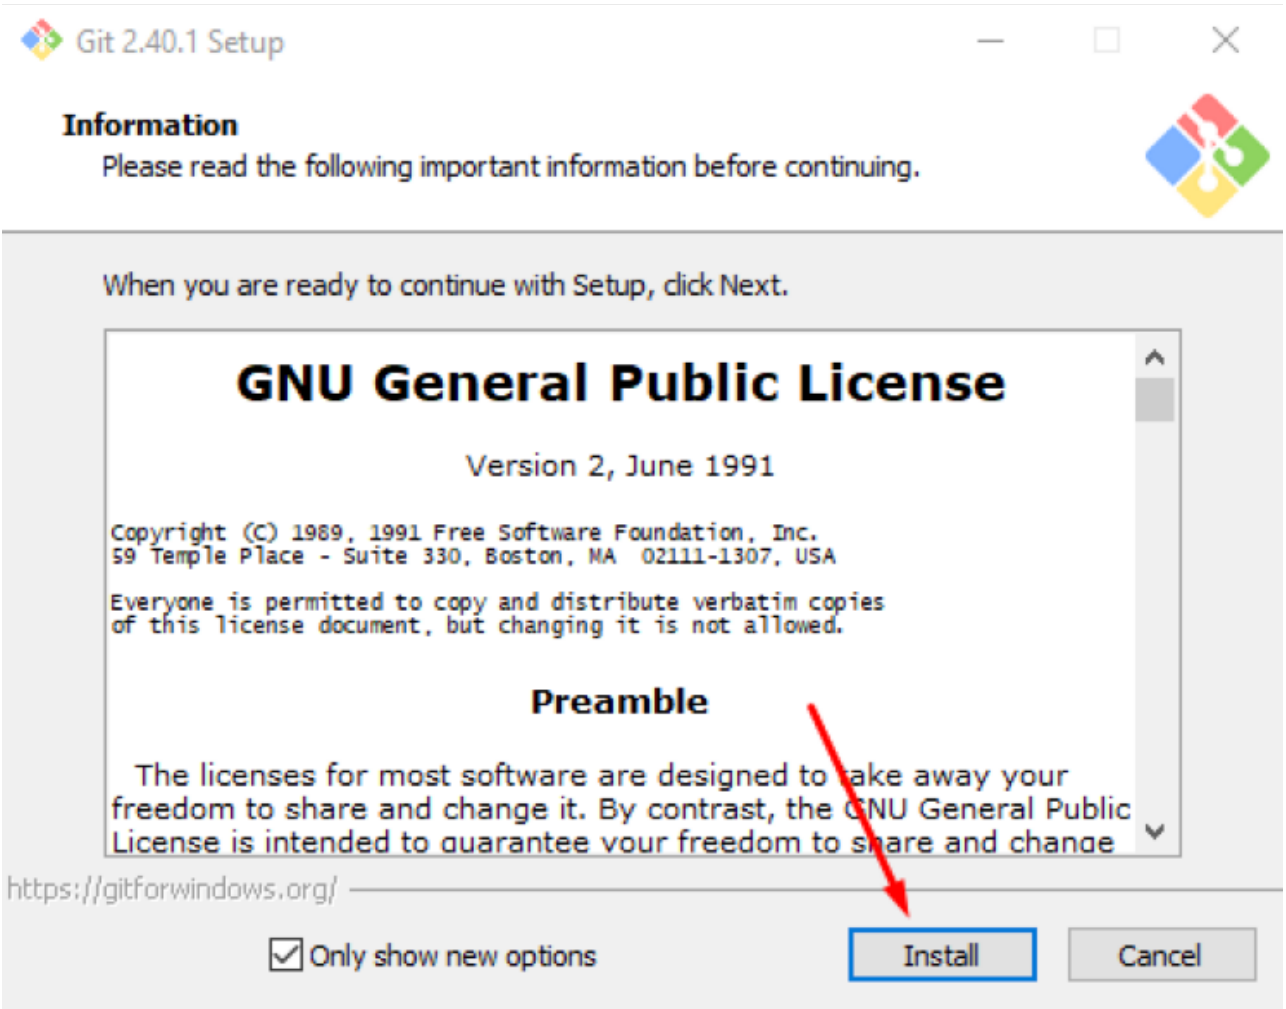 Git 2.40.1 Setup
Information
Please read the following important information before continuing.
When you are ready to continue with Setup, click Next.
GNU General Public License
Version 2, June 1991
Copyright (C) 1989, 1991 Free Software Foundation, Inc.
59 Temple Place - Suite 330, Boston, MA  02111-1307, USA
Everyone is permitted to copy and distribute verbatim copies
of this license document, but changing it is not allowed.
Preamble
The licenses for most software are designed to take away your
freedom to share and change it. By contrast, the GNU General Public
License is intended to guarantee your freedom to share and change
https://gitforwindows.org/
Only show new options
Install
Cancel